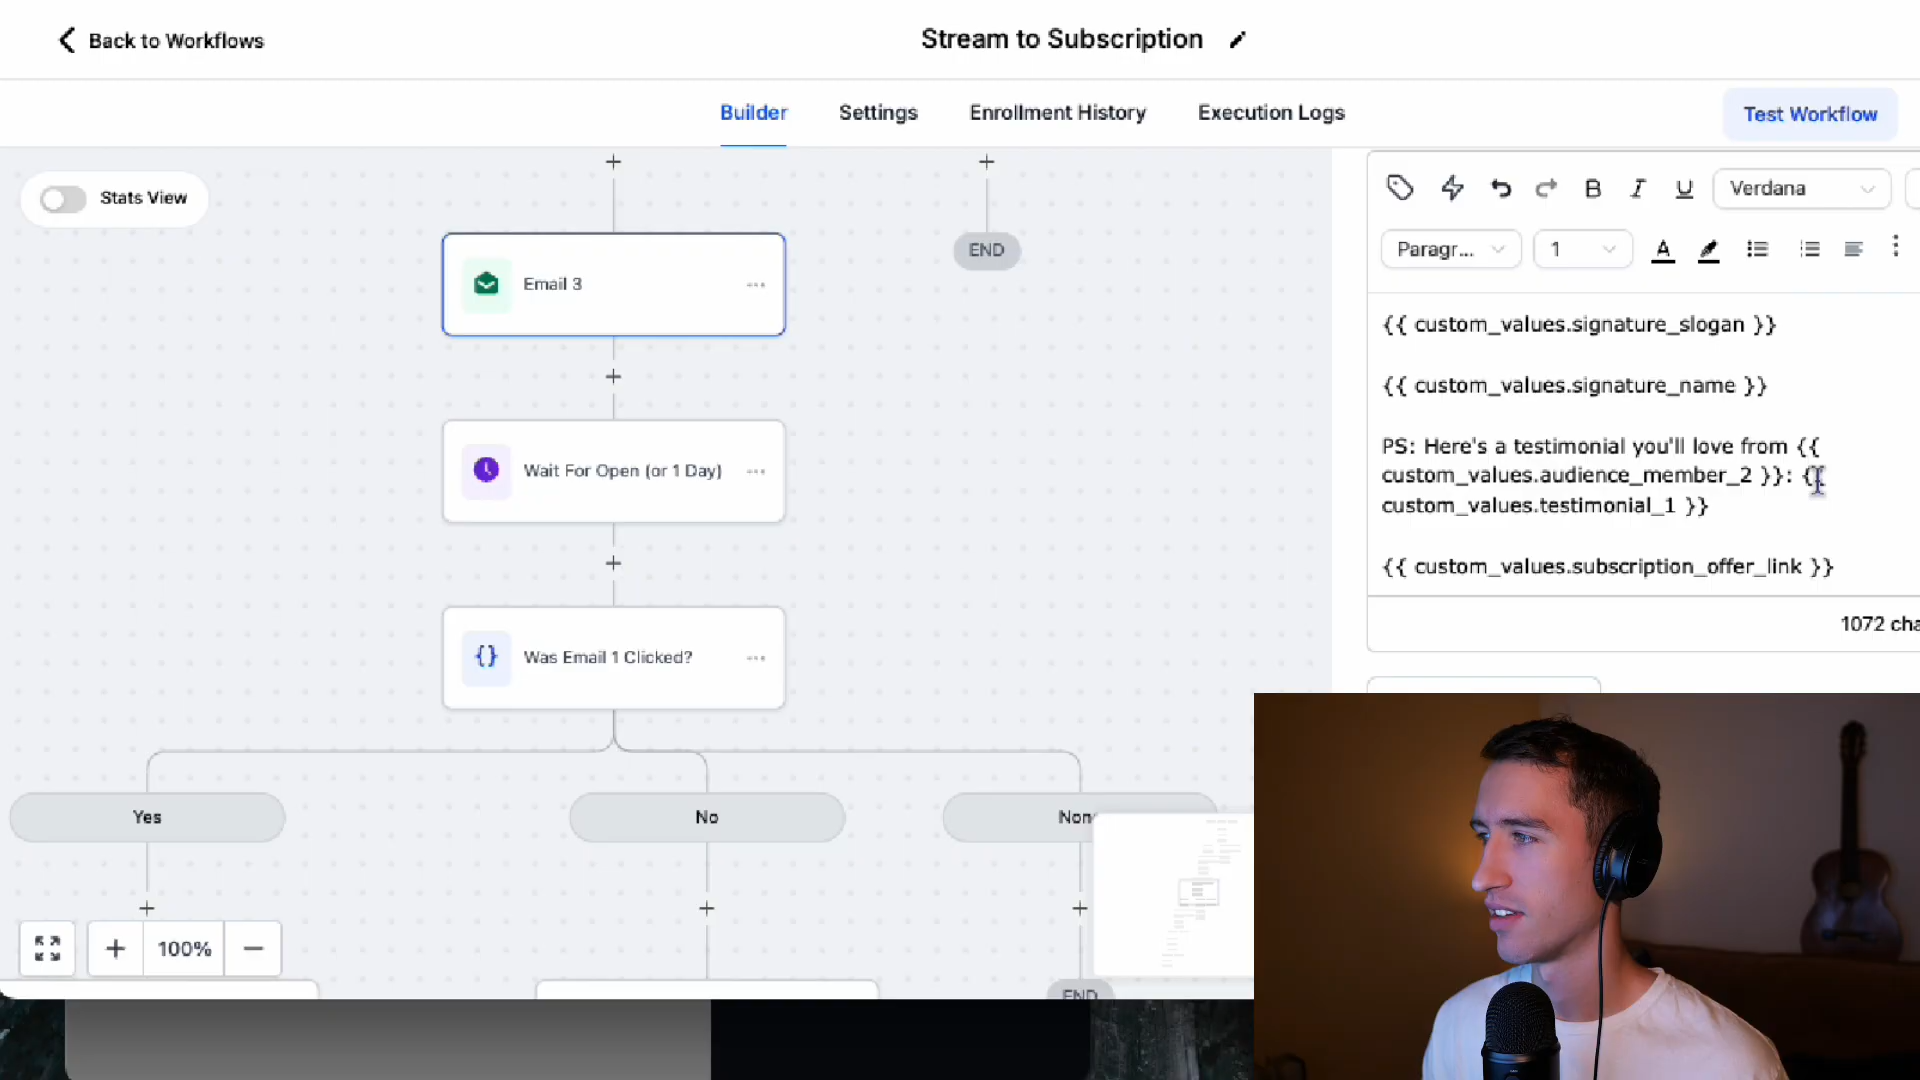 Back to Workflows
Stream to Subscription
Builder
Settings
Enrollment History
Execution Logs
Test Workflow
Stats View
Email 3
END
Wait For Open (or 1 Day)
Was Email 1 Clicked?
Yes
No
None
END
100%
B I U
Verdana
Paragr...
1
A
{{ custom_values.signature_slogan }}
{{ custom_values.signature_name }}
PS: Here's a testimonial you'll love from {{
custom_values.audience_member_2 }}: {{
custom_values.testimonial_1 }}
{{ custom_values.subscription_offer_link }}
1072 cha